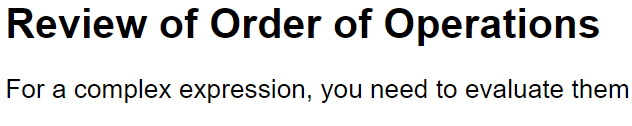 Review of Order of Operations
For a complex expression, you need to evaluate them